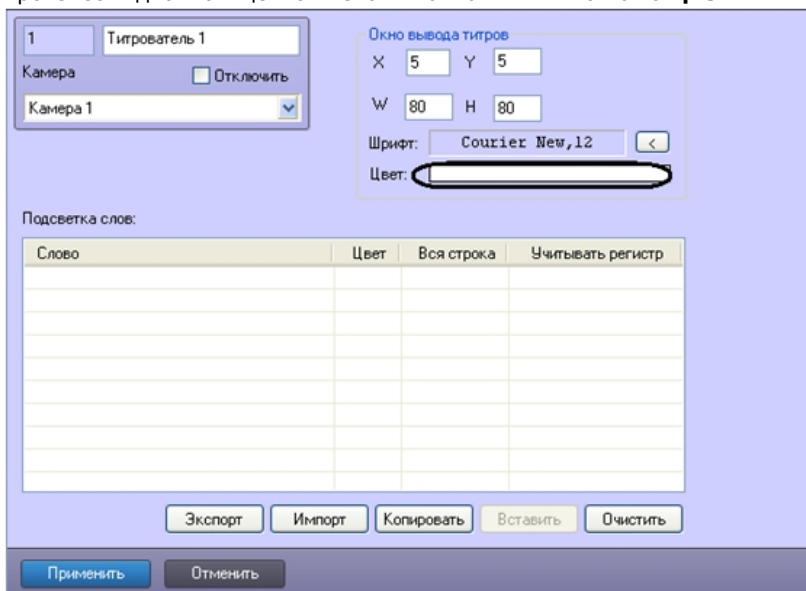 1 Титрователь 1
Камера Отключить
Камера 1
Окно вывода титров
X 5 Y 5
W 80 H 80
Шрифт: Courier New,12 <
Цвет:
Подсветка слов:
Слово Цвет Вся строка Учитывать регистр
Экспорт Импорт Копировать Вставить Очистить
Применить Отменить